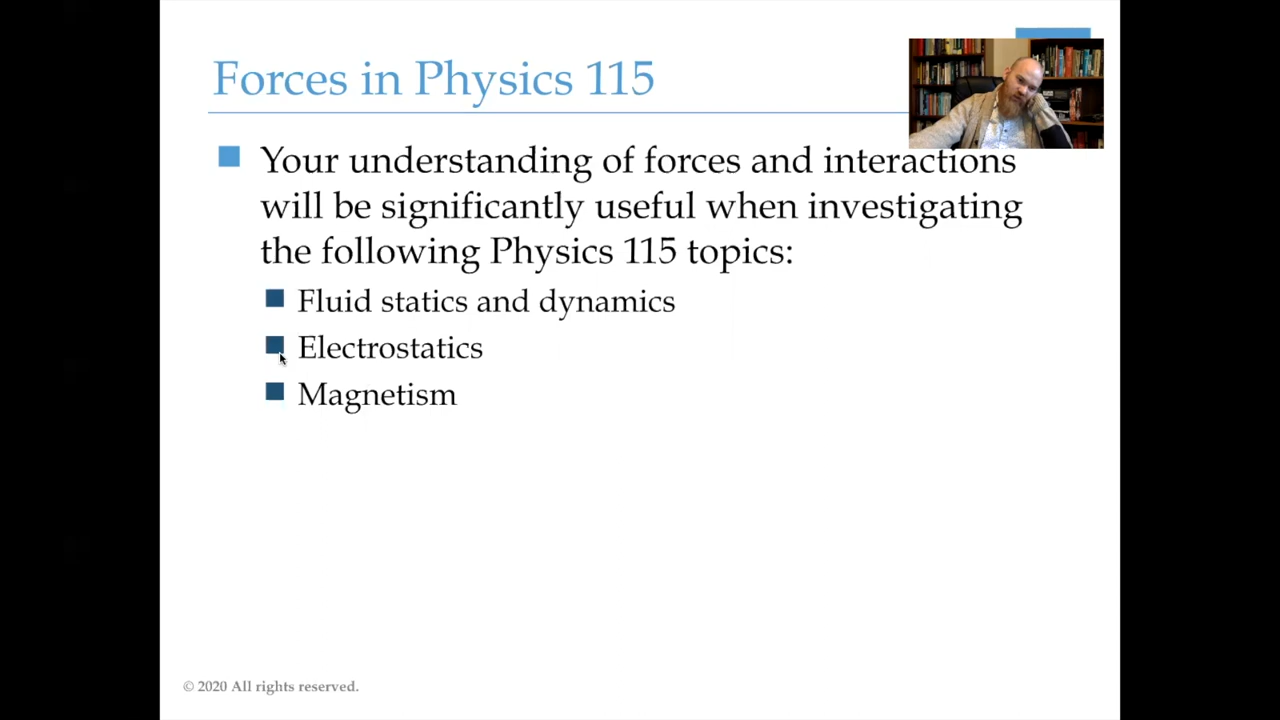 Forces in Physics 115
Your understanding of forces and interactions
will be significantly useful when investigating
the following Physics 115 topics:
Fluid statics and dynamics
Electrostatics
Magnetism
© 2020 All rights reserved.